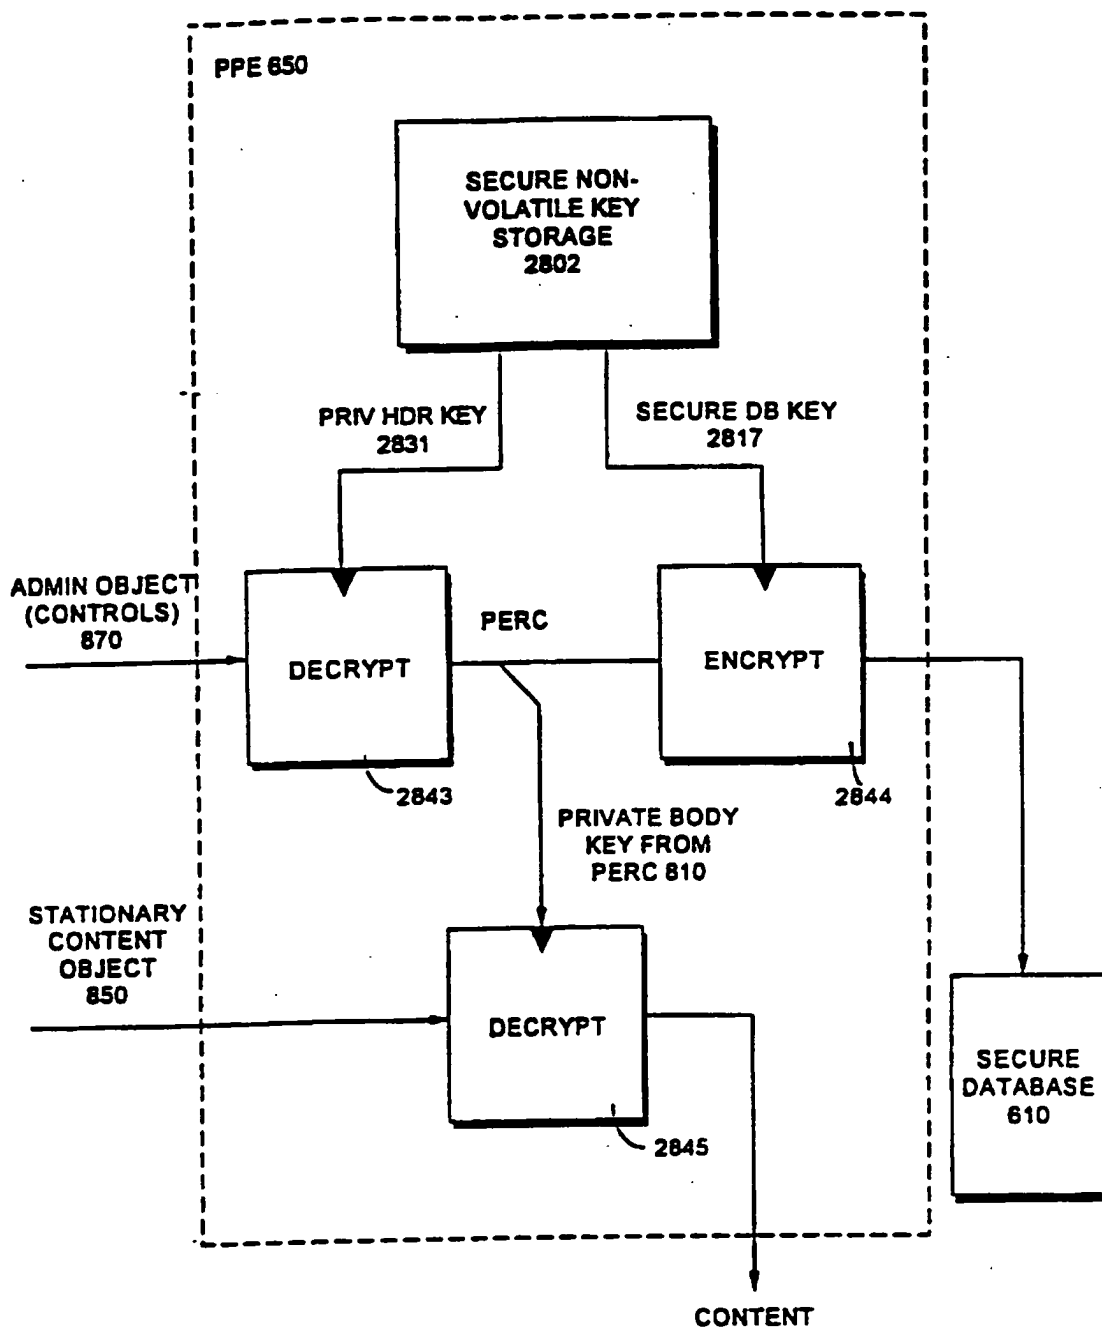 PPE 650
SECURE NON-
VOLATILE KEY
STORAGE
2802
PRIV HDR KEY
2831
SECURE DB KEY
2817
ADMIN OBJECT
(CONTROLS)
870
DECRYPT
PERC
ENCRYPT
2843
2844
PRIVATE BODY
KEY FROM
PERC 810
STATIONARY
CONTENT
OBJECT
850
DECRYPT
2845
SECURE
DATABASE
610
CONTENT